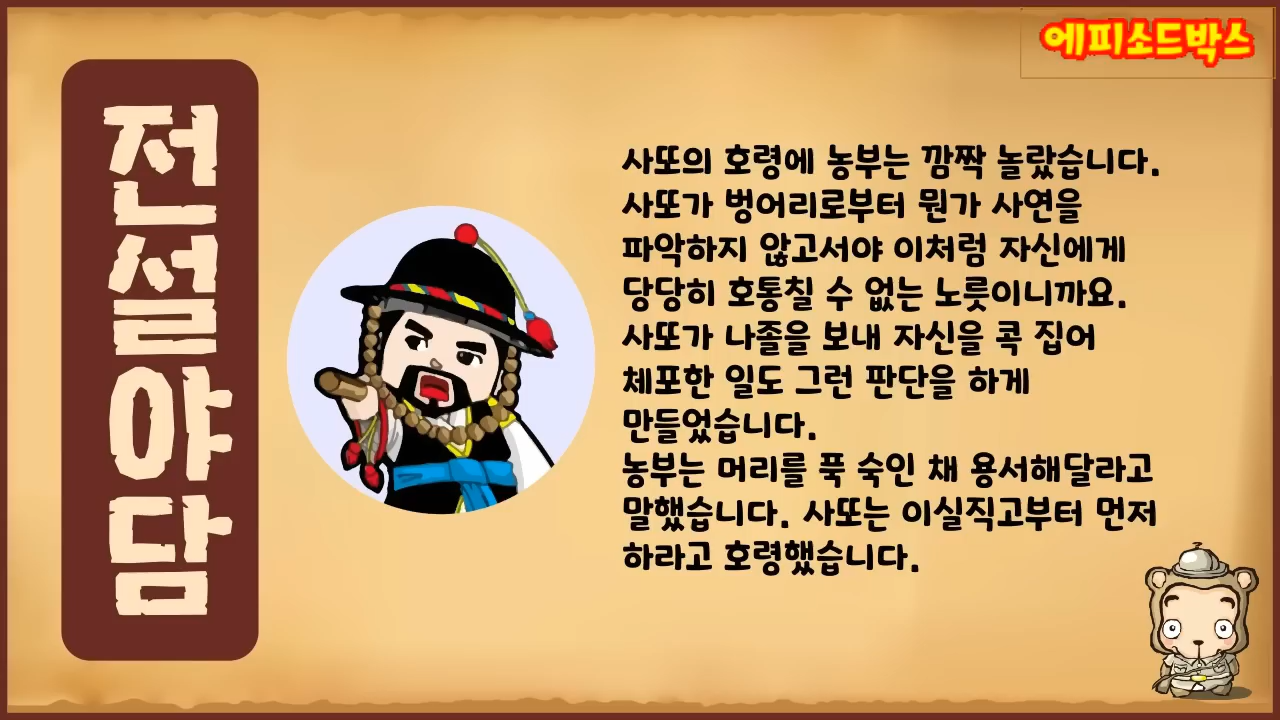 에피소드박스
전설야담
사또의 호령에 농부는 깜짝 놀랐습니다.
사또가 벙어리로부터 뭔가 사연을
파악하지 않고서야 이처럼 자신에게
당당히 호통칠 수 없는 노릇이니까요.
사또가 나졸을 보내 자신을 콕 집어
체포한 일도 그런 판단을 하게
만들었습니다.
농부는 머리를 푹 숙인 채 용서해달라고
말했습니다. 사또는 이실직고부터 먼저
하라고 호령했습니다.